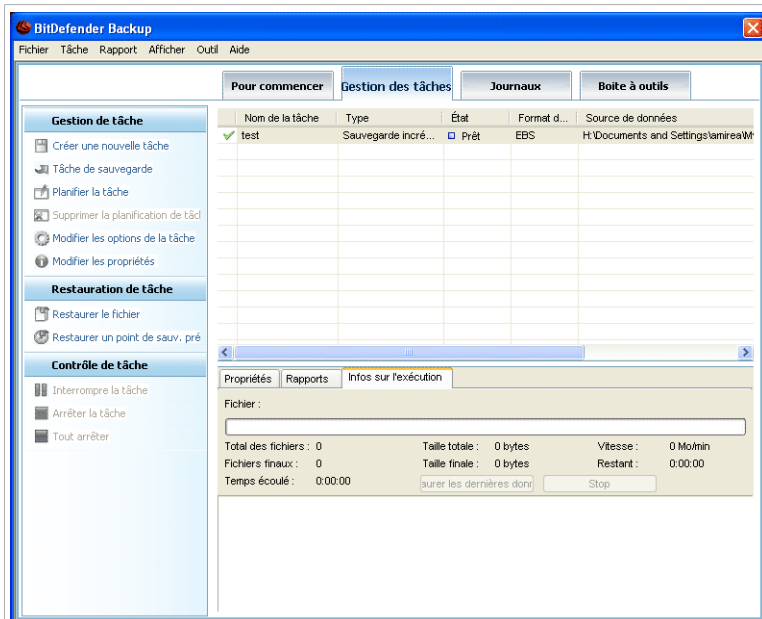 BitDefender Backup
Fichier Tâche Rapport Afficher Outil Aide
Pour commencer Gestion des tâches Journaux Boite à outils
Gestion de tâche
Créer une nouvelle tâche
Tâche de sauvegarde
Planifier la tâche
Supprimer la planification de tâcl
Modifier les options de la tâche
Modifier les propriétés
Restauration de tâche
Restaurer le fichier
Restaurer un point de sauv. pré
Contrôle de tâche
Interrompre la tâche
Arrêter la tâche
Tout arrêter
Nom de la tâche Type État Format d... Source de données
test Sauvegarde incré... Prêt EBS H:\Documents and Settings\amirea\M
Propriétés Rapports Infos sur l'exécution
Fichier :
Total des fichiers : 0 Taille totale : 0 bytes Vitesse : 0 Mo/min
Fichiers finaux : 0 Taille finale : 0 bytes Restant : 0:00:00
Temps écoulé : 0:00:00 aurer les dernières donr Stop